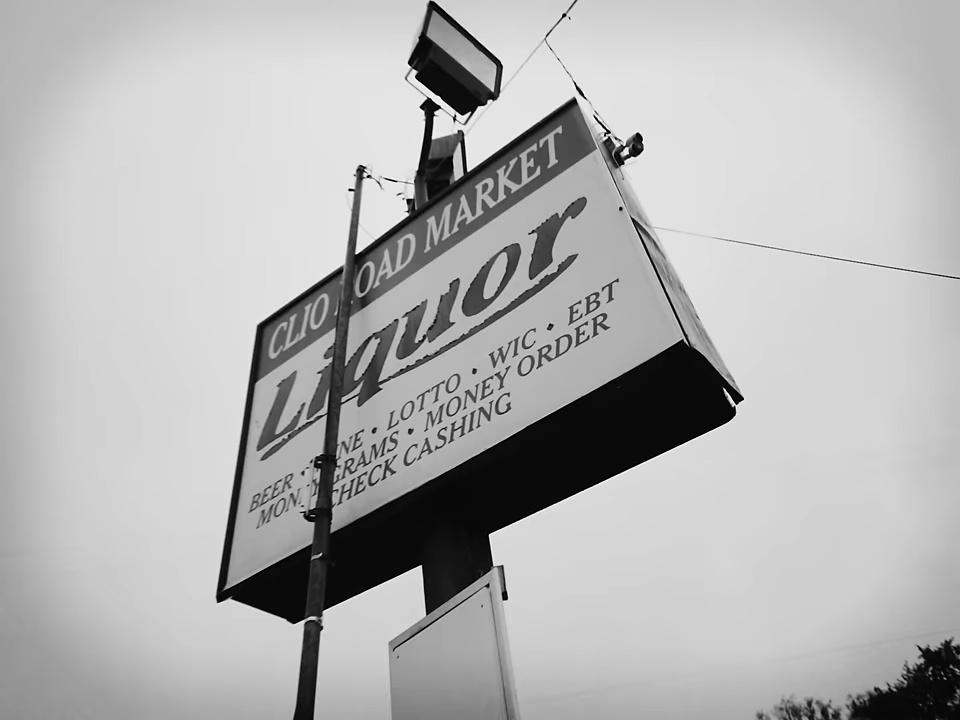 CLIO ROAD MARKET
Liquor
BEER • WINE • LOTTO • WIC • EBT
MONEYGRAMS • MONEY ORDER
CHECK CASHING